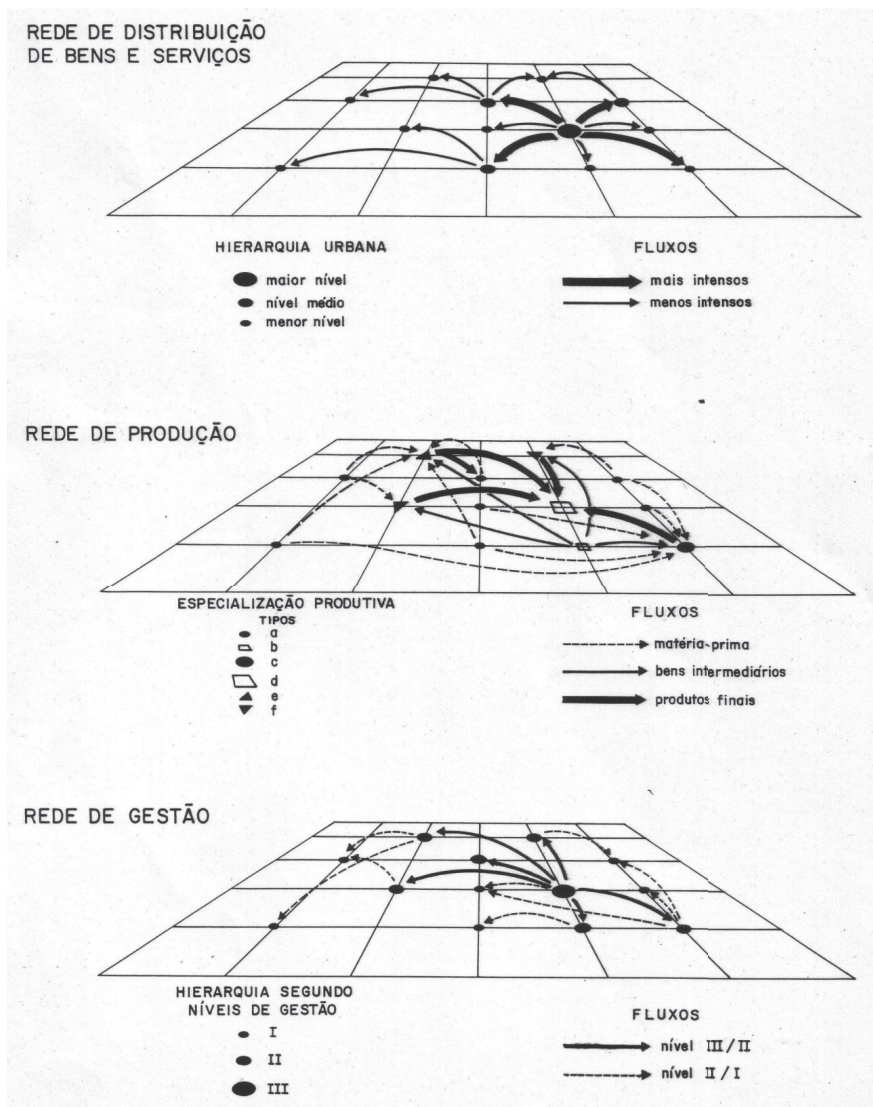 REDE DE DISTRIBUIÇÃO
DE BENS E SERVIÇOS
HIERARQUIA URBANA
maior nível
nível médio
menor nível
FLUXOS
mais intensos
menos intensos
REDE DE PRODUÇÃO
ESPECIALIZAÇÃO PRODUTIVA
TIPOS
a
b
c
d
e
f
FLUXOS
matéria-prima
bens intermediários
produtos finais
REDE DE GESTÃO
HIERARQUIA SEGUNDO
NÍVEIS DE GESTÃO
I
II
III
FLUXOS
nível III/II
nível II / I